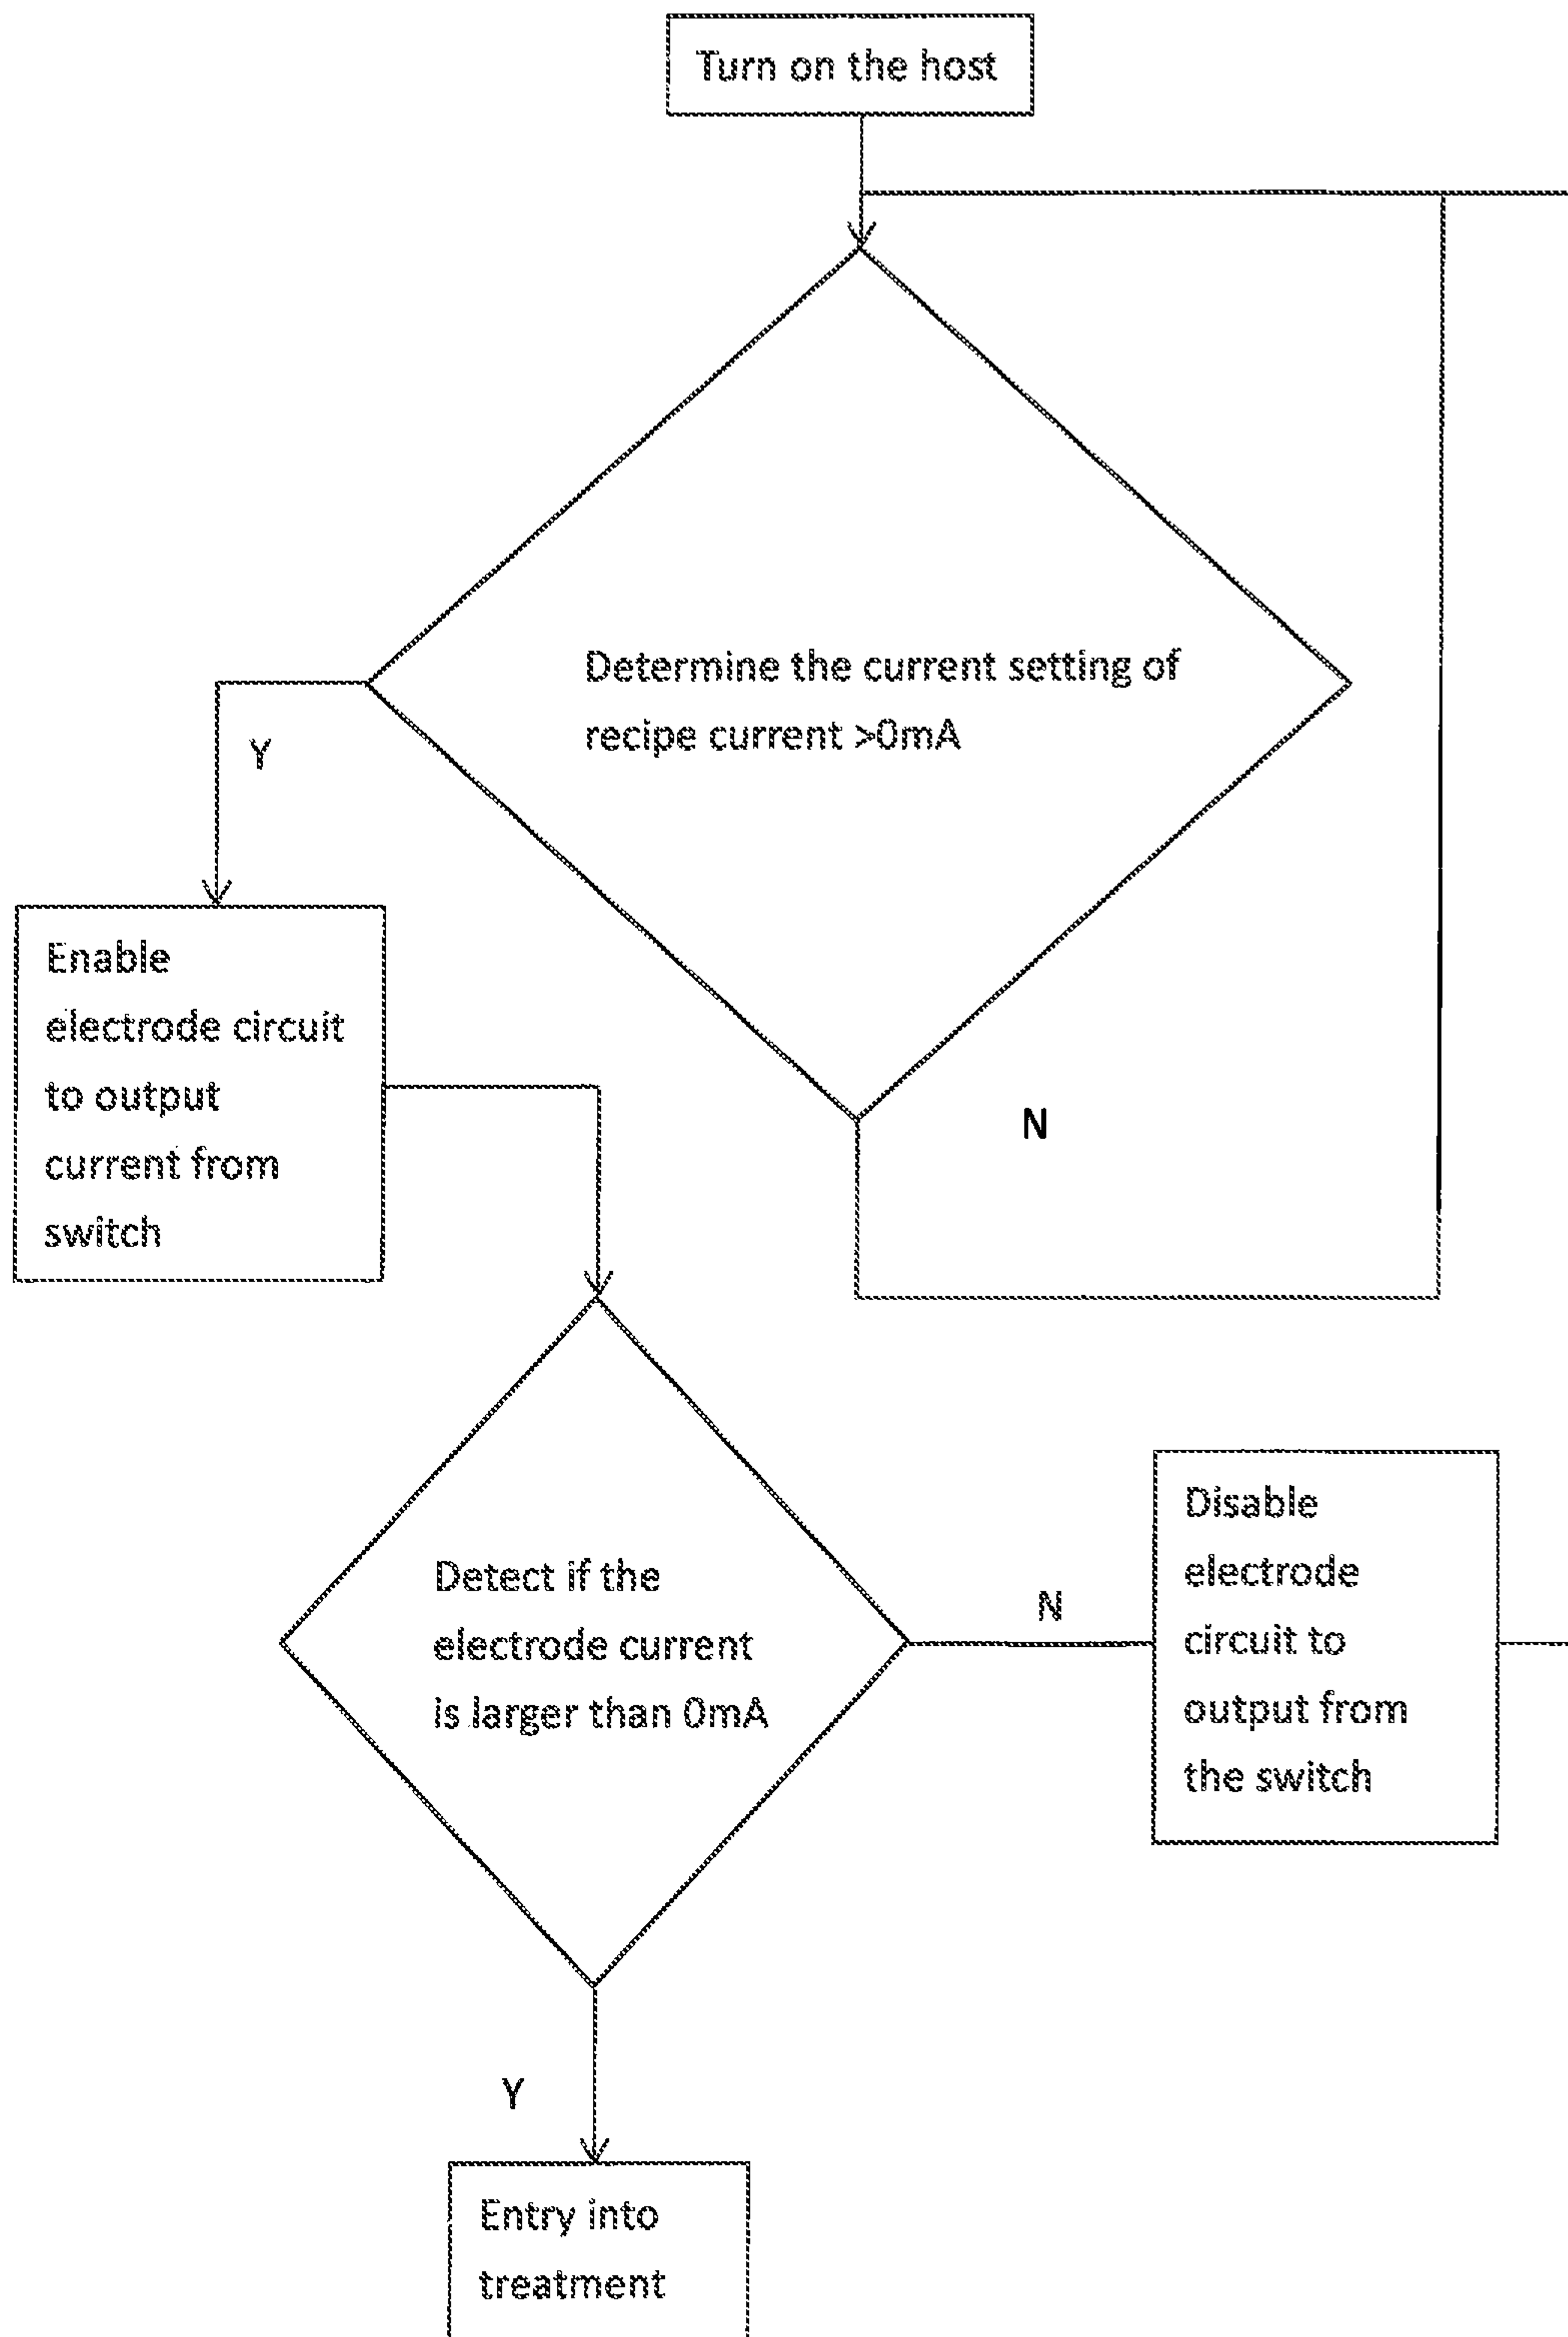 Turn on the host
Determine the current setting of
recipe current >0mA
Y
N
Enable
electrode circuit
to output
current from
switch
Detect if the
electrode current
is larger than 0mA
N
Disable
electrode
circuit to
output from
the switch
Y
Entry into
treatment